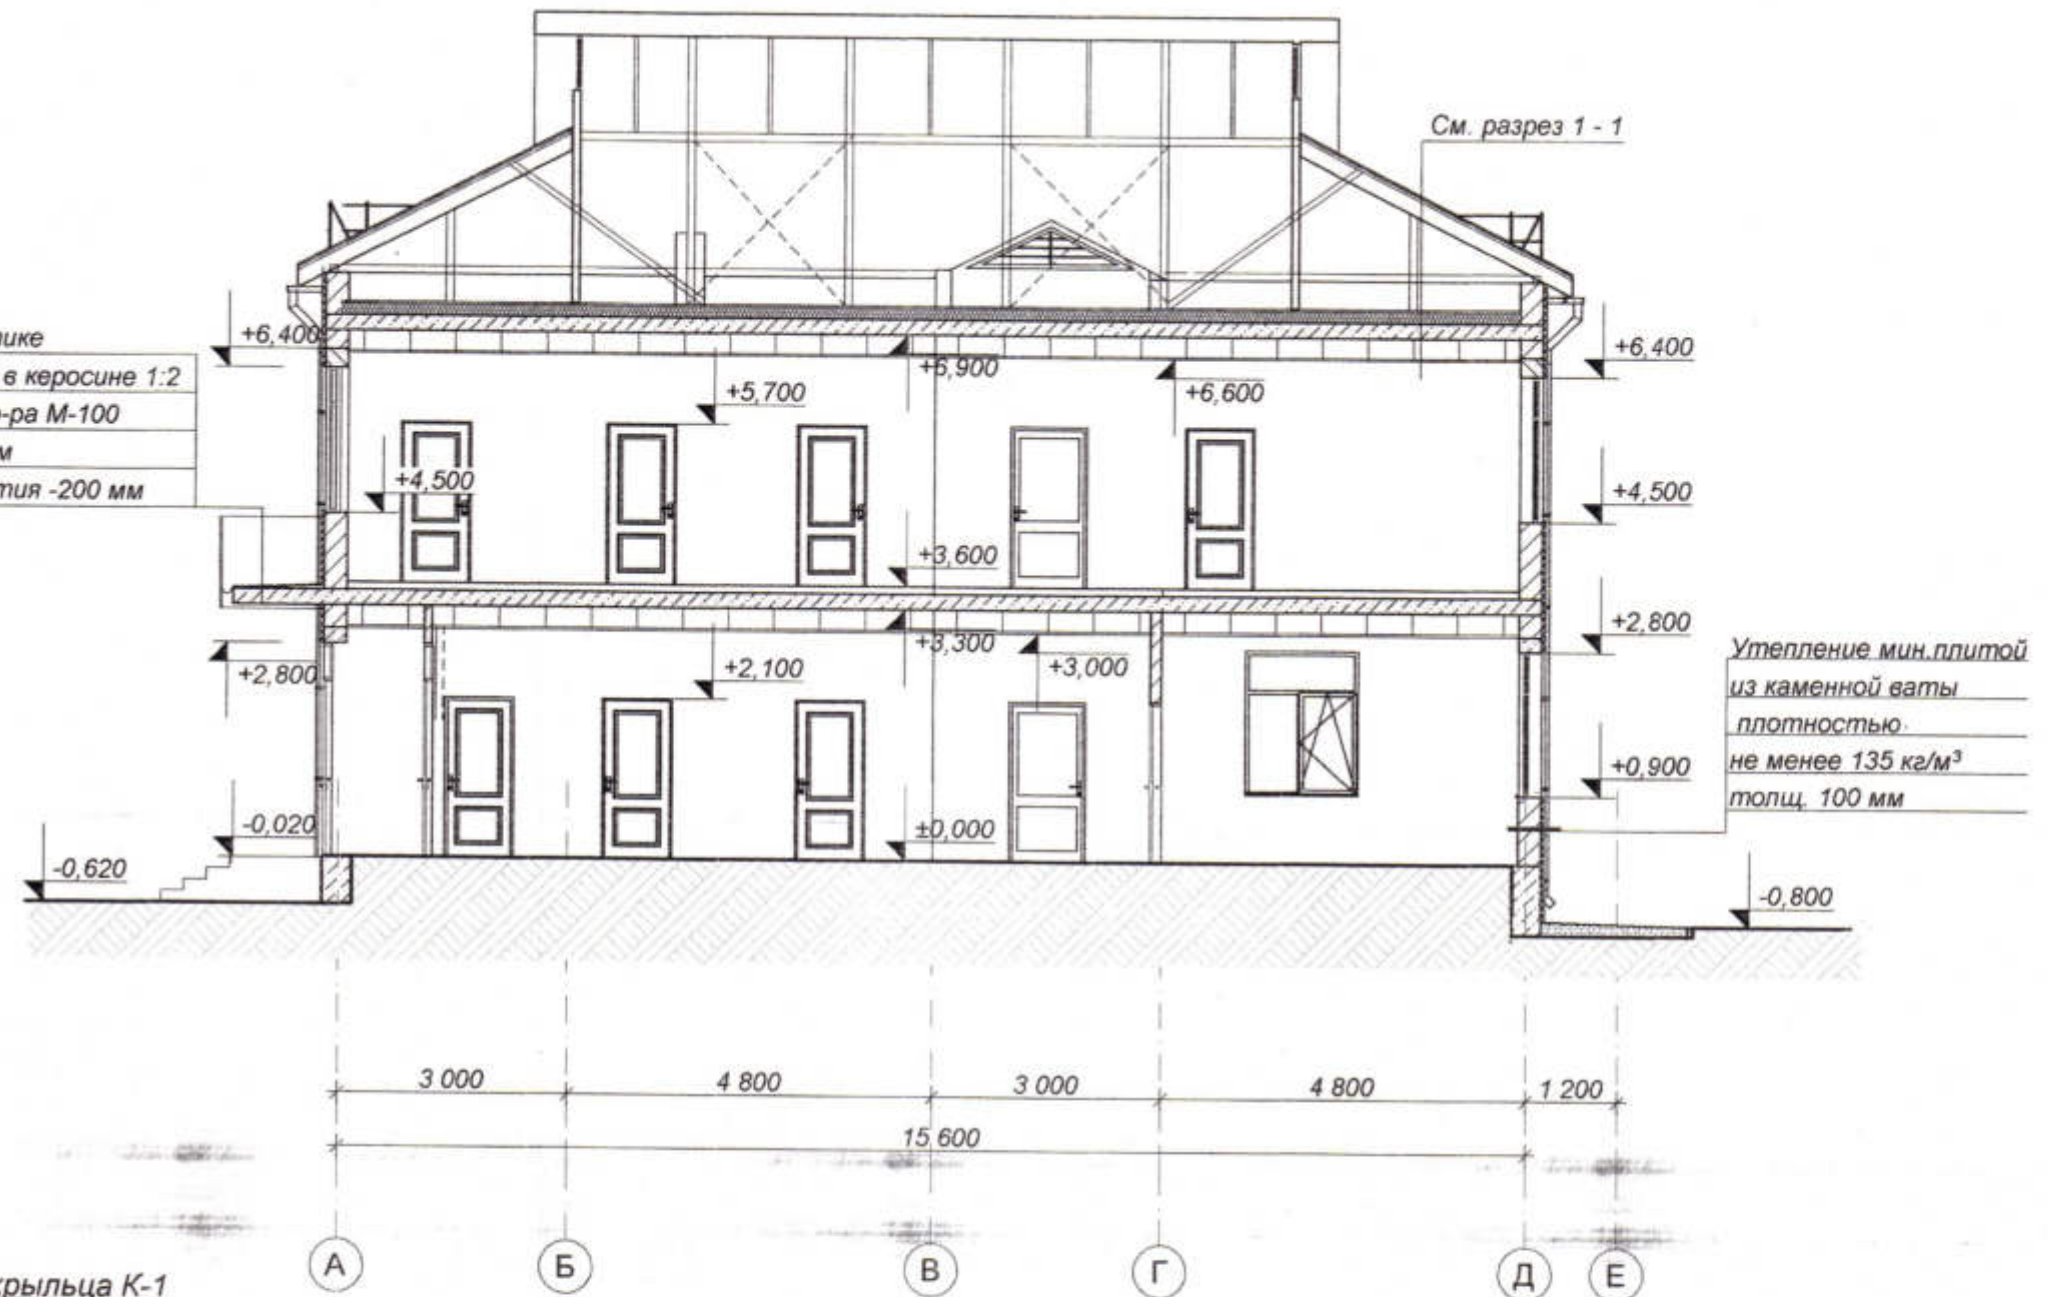 См. разрез 1 - 1
+6,400
+6,900
+6,400
в керосине 1:2
+5,700
+6,600
М-100
+4,500
+4,500
-200 мм
+3,600
+2,800
+3,300
+2,800
+2,100
+3,000
Утепление мин.плитой
из каменной ваты
плотностью
не менее 135 кг/м³
толщ. 100 мм
+0,900
-0,020
±0,000
-0,620
-0,800
3 000
4 800
3 000
4 800
1 200
15 600
А
Б
В
Г
Д
Е
К-1